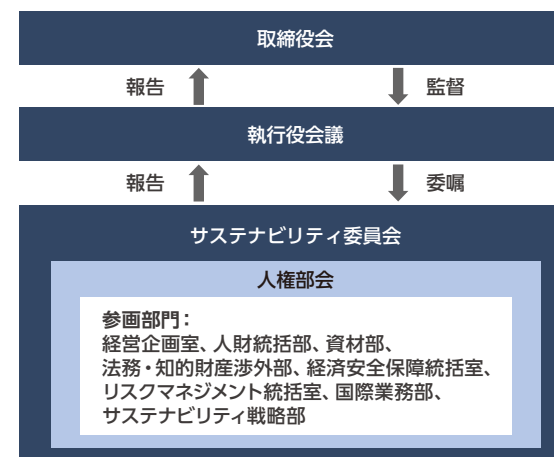 取締役会
報告 監督
執行役会議
報告 委嘱
サステナビリティ委員会
人権部会
参画部門：
経営企画室、人財統括部、資材部、
法務・知的財産渉外部、経済安全保障統括室、
リスクマネジメント統括室、国際業務部、
サステナビリティ戦略部